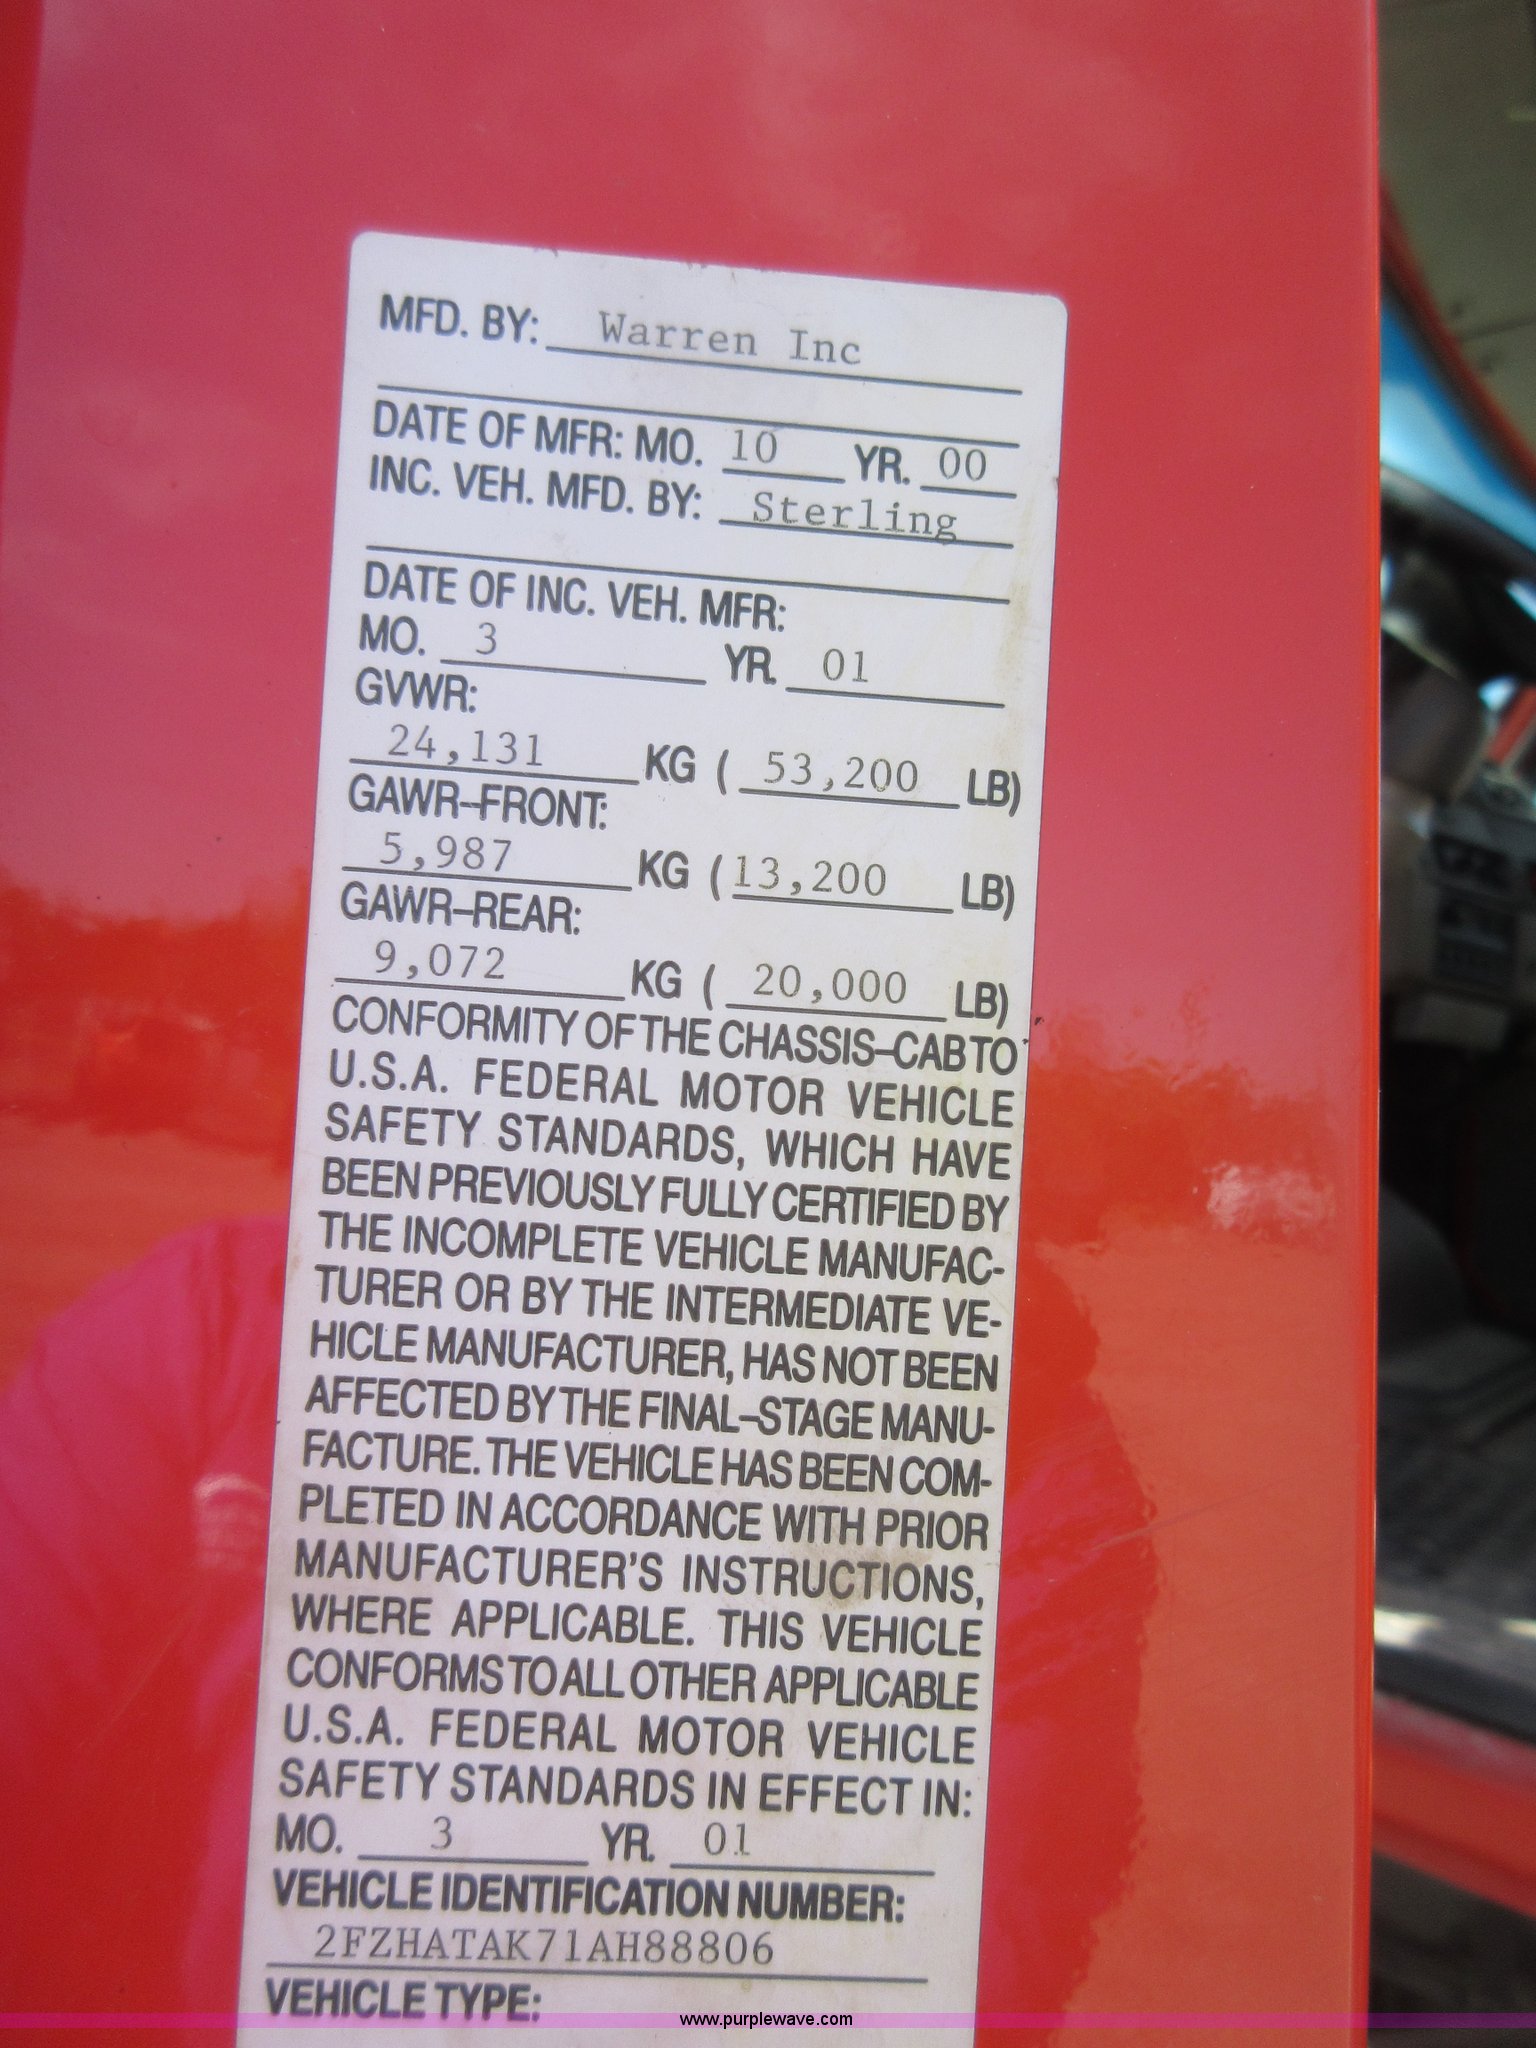 MFD. BY: Warren Inc
DATE OF MFR: MO. 10 YR. 00
INC. VEH. MFD. BY: Sterling
DATE OF INC. VEH. MFR:
MO. 3 YR. 01
GVWR:
24,131 KG ( 53,200 LB)
GAWR-FRONT:
5,987 KG ( 13,200 LB)
GAWR-REAR:
9,072 KG ( 20,000 LB)
CONFORMITY OF THE CHASSIS-CAB TO
U.S.A. FEDERAL MOTOR VEHICLE
SAFETY STANDARDS, WHICH HAVE
BEEN PREVIOUSLY FULLY CERTIFIED BY
THE INCOMPLETE VEHICLE MANUFAC-
TURER OR BY THE INTERMEDIATE VE-
HICLE MANUFACTURER, HAS NOT BEEN
AFFECTED BY THE FINAL-STAGE MANU-
FACTURE. THE VEHICLE HAS BEEN COM-
PLETED IN ACCORDANCE WITH PRIOR
MANUFACTURER'S INSTRUCTIONS,
WHERE APPLICABLE. THIS VEHICLE
CONFORMS TO ALL OTHER APPLICABLE
U.S.A. FEDERAL MOTOR VEHICLE
SAFETY STANDARDS IN EFFECT IN:
MO. 3 YR. 01
VEHICLE IDENTIFICATION NUMBER:
2FZHATAK71AH88806
VEHICLE TYPE:
www.purplewave.com